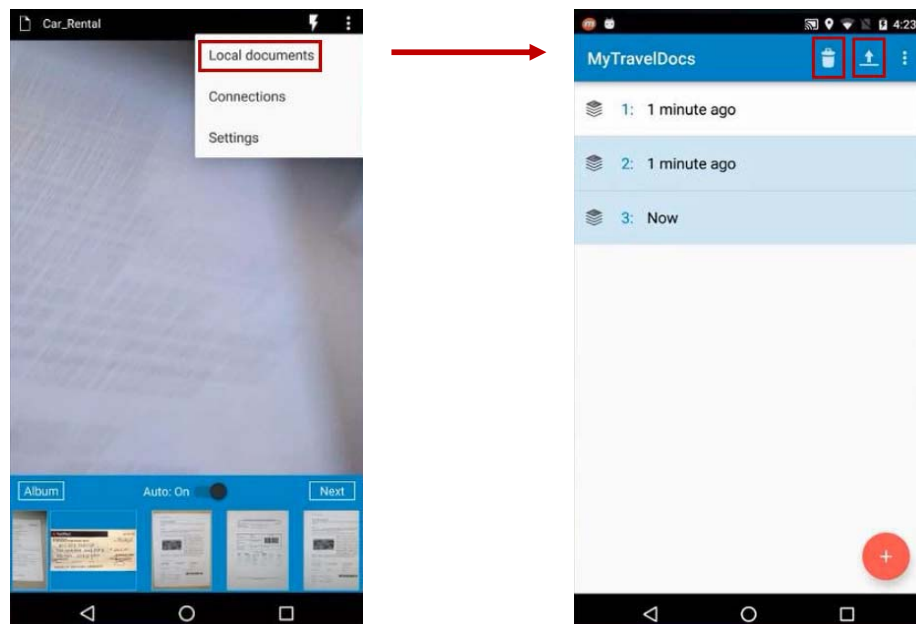 Car_Rental
Local documents
Connections
Settings
Album
Auto: On
Next
4:23
MyTravelDocs
1: 1 minute ago
2: 1 minute ago
3: Now
+